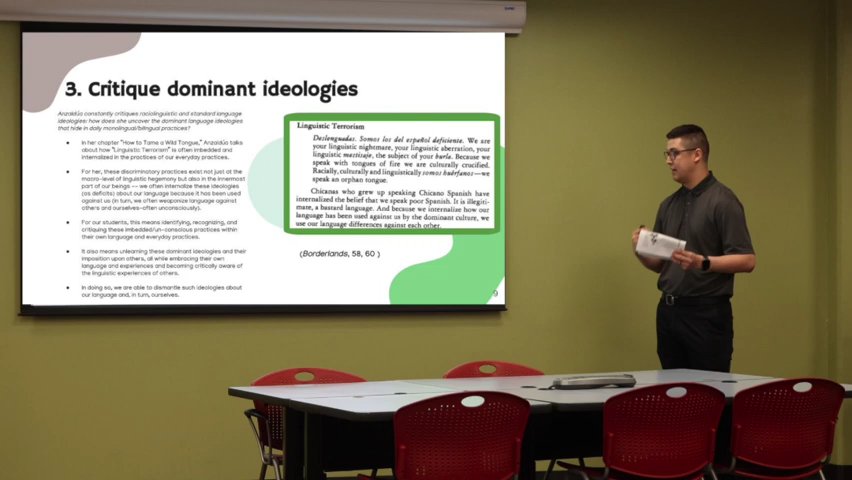 3. Critique dominant ideologies
Anzaldúa constantly critiques raciolinguistic and standard language
ideologies: how does she uncover the dominant language ideologies
that hide in daily monolingual/bilingual practices?
● In her chapter "How to Tame a Wild Tongue," Anzaldúa talks
about how "Linguistic Terrorism" is often imbedded and
internalized in the practices of our everyday practices.
● For her, these discriminatory practices exist not just at the
macro-level of linguistic hegemony but also in the innermost
part of our beings -- we often internalize these ideologies
(as deficits) about our language because it has been used
against us (in turn, we often weaponize language against
others and ourselves-often unconsciously).
● For our students, this means identifying, recognizing, and
critiquing these imbedded/un-conscious practices within
their own language and everyday practices.
● It also means unlearning these dominant ideologies and their
imposition upon others, all while embracing their own
language and experiences and becoming critically aware of
the linguistic experiences of others.
● In doing so, we are able to dismantle such ideologies about
our language and, in turn, ourselves.
Linguistic Terrorism
Deslenguadas. Somos los del español deficiente. We are
your linguistic nightmare, your linguistic aberration, your
linguistic mestisaje, the subject of your burla. Because we
speak with tongues of fire we are culturally crucified.
Racially, culturally and linguistically somos huérfanos—we
speak an orphan tongue.
Chicanas who grew up speaking Chicano Spanish have
internalized the belief that we speak poor Spanish. It is illegiti-
mate, a bastard language. And because we internalize how our
language has been used against us by the dominant culture, we
use our language differences against each other.
(Borderlands, 58, 60 )
9